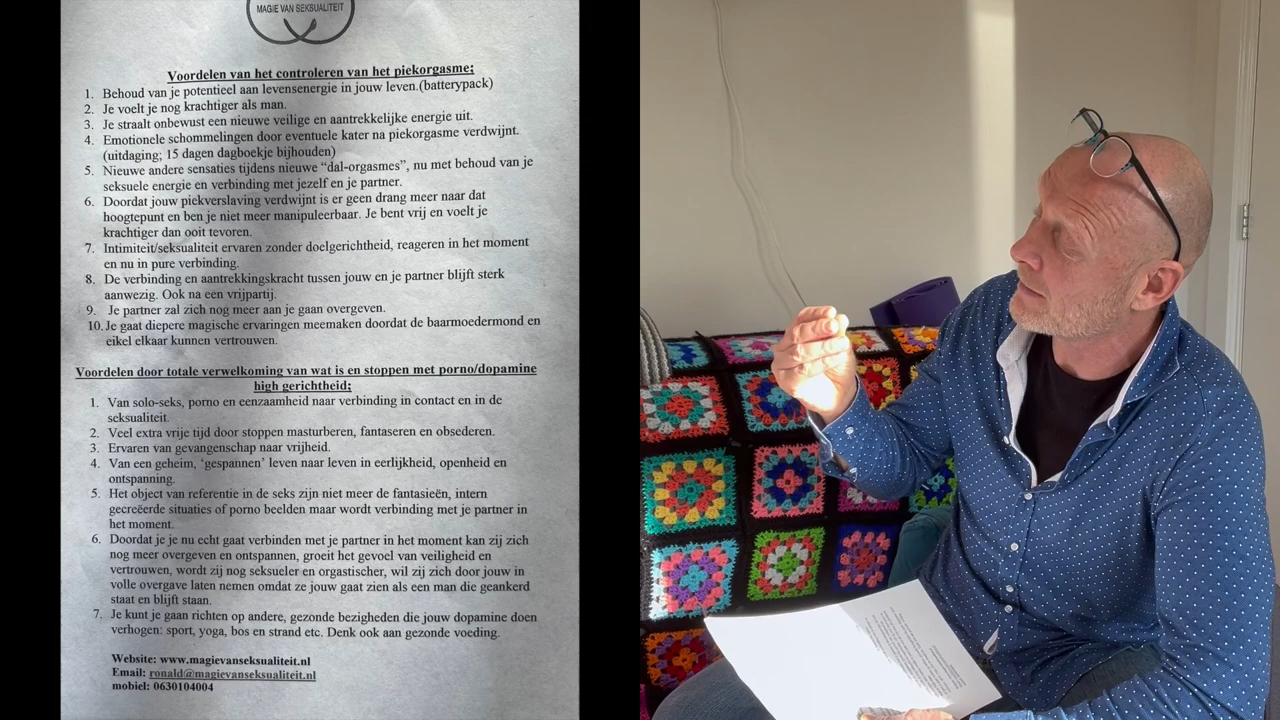 MAGIE VAN SEKSUALITEIT
Voordelen van het controleren van het piekorgasme;
1. Behoud van je potentieel aan levensenergie in jouw leven.(batterypack)
2. Je voelt je nog krachtiger als man.
3. Je straalt onbewust een nieuwe veilige en aantrekkelijke energie uit.
4. Emotionele schommelingen door eventuele kater na piekorgasme verdwijnt.
(uitdaging; 15 dagen dagboekje bijhouden)
5. Nieuwe andere sensaties tijdens nieuwe “dal-orgasmes”, nu met behoud van je
seksuele energie en verbinding met jezelf en je partner.
6. Doordat jouw piekverslaving verdwijnt is er geen drang meer naar dat
hoogtepunt en ben je niet meer manipuleerbaar. Je bent vrij en voelt je
krachtiger dan ooit tevoren.
7. Intimiteit/seksualiteit ervaren zonder doelgerichtheid, reageren in het moment
en nu in pure verbinding.
8. De verbinding en aantrekkingskracht tussen jouw en je partner blijft sterk
aanwezig. Ook na een vrijpartij.
9. Je partner zal zich nog meer aan je gaan overgeven.
10. Je gaat diepere magische ervaringen meemaken doordat de baarmoedermond en
eikel elkaar kunnen vertrouwen.
Voordelen door totale verwelkoming van wat is en stoppen met porno/dopamine
high gerichtheid;
1. Van solo-seks, porno en eenzaamheid naar verbinding in contact en in de
seksualiteit.
2. Veel extra vrije tijd door stoppen masturberen, fantaseren en obsederen.
3. Ervaren van gevangenschap naar vrijheid.
4. Van een geheim, ‘gespannen’ leven naar leven in eerlijkheid, openheid en
ontspanning.
5. Het object van referentie in de seks zijn niet meer de fantasieën, intern
gecreëerde situaties of porno beelden maar wordt verbinding met je partner in
het moment.
6. Doordat je je nu echt gaat verbinden met je partner in het moment kan zij zich
nog meer overgeven en ontspannen, groeit het gevoel van veiligheid en
vertrouwen, wordt zij nog seksueler en orgastischer, wil zij zich door jouw in
volle overgave laten nemen omdat ze jouw gaat zien als een man die geankerd
staat en blijft staan.
7. Je kunt je gaan richten op andere, gezonde bezigheden die jouw dopamine doen
verhogen: sport, yoga, bos en strand etc. Denk ook aan gezonde voeding.
Website: www.magievanseksualiteit.nl
Email: ronald@magievanseksualiteit.nl
mobiel: 0630104004